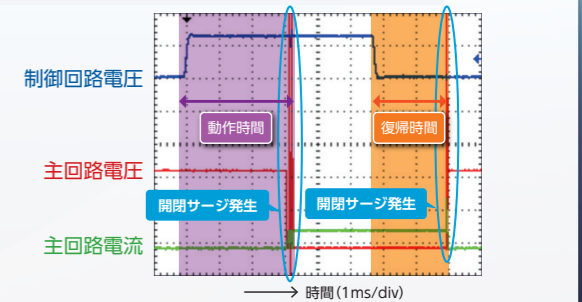 制御回路電圧
動作時間
復帰時間
主回路電圧
開閉サージ発生
開閉サージ発生
主回路電流
時間(1ms/div)